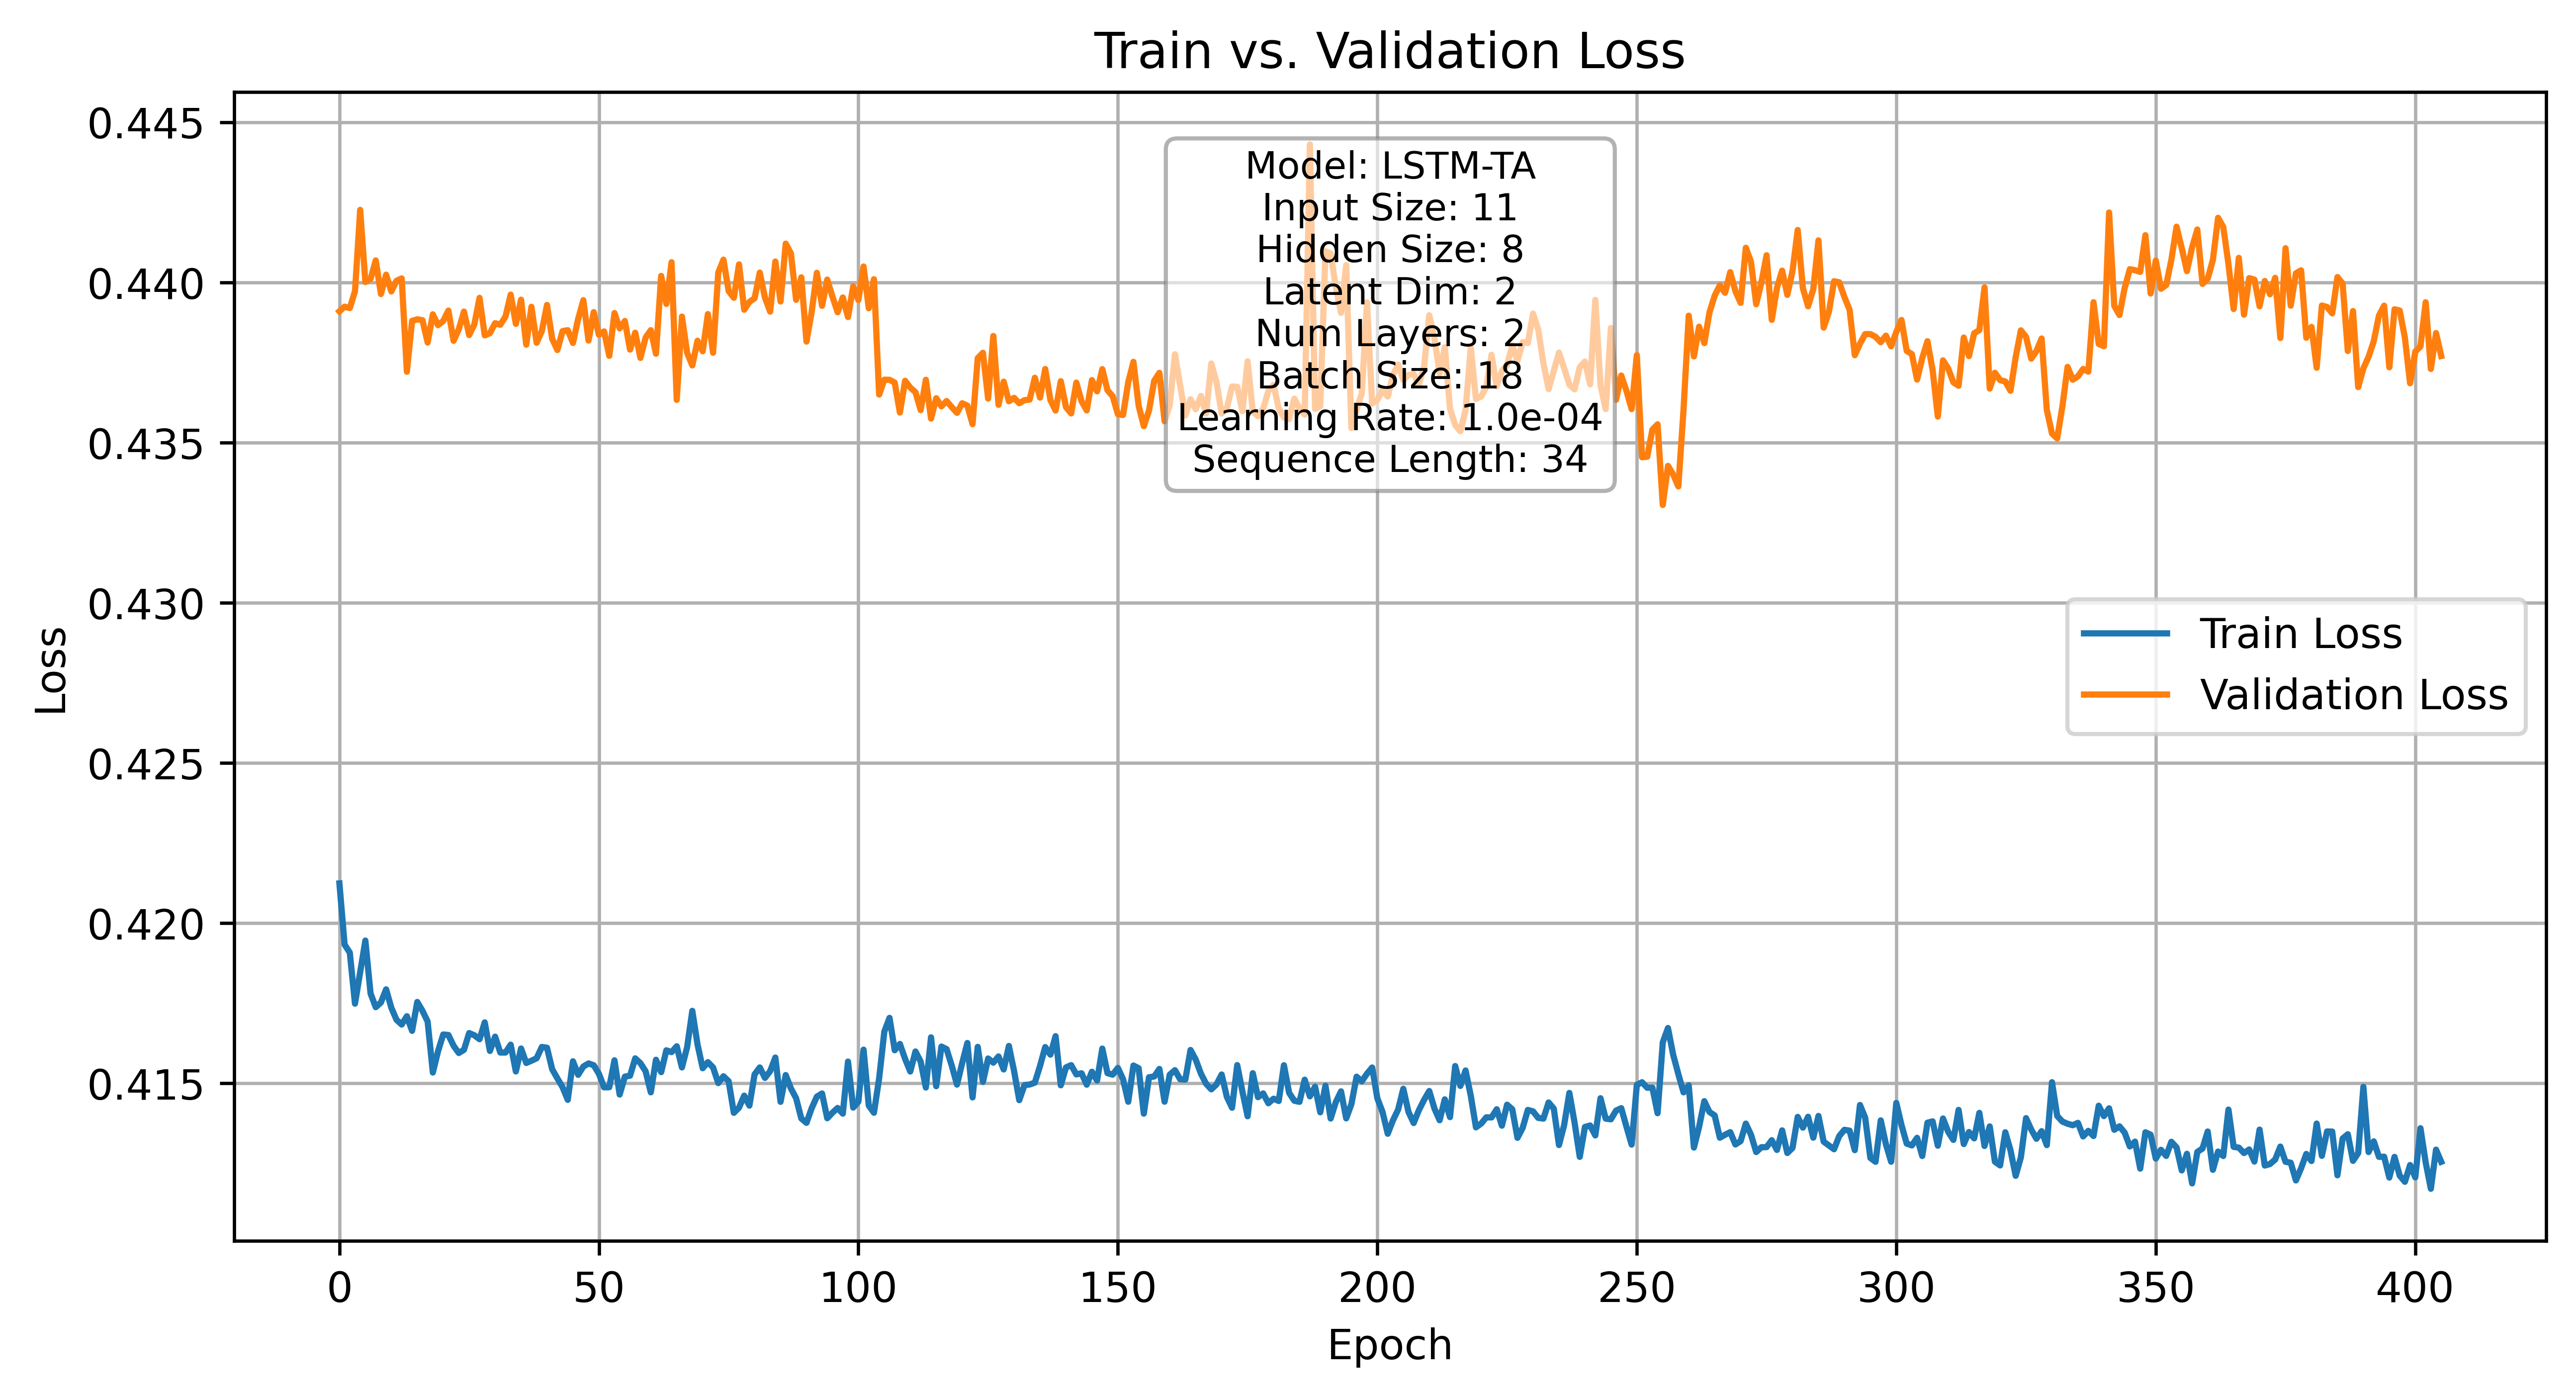 Train vs. Validation Loss
0.445
0.440
0.435
0.430
0.425
0.420
0.415
Loss
Model: LSTM-TA
Input Size: 11
Hidden Size: 8
Latent Dim: 2
Num Layers: 2
Batch Size: 18
Learning Rate: 1.0e-04
Sequence Length: 34
Train Loss
Validation Loss
0 50 100 150 200 250 300 350 400
Epoch